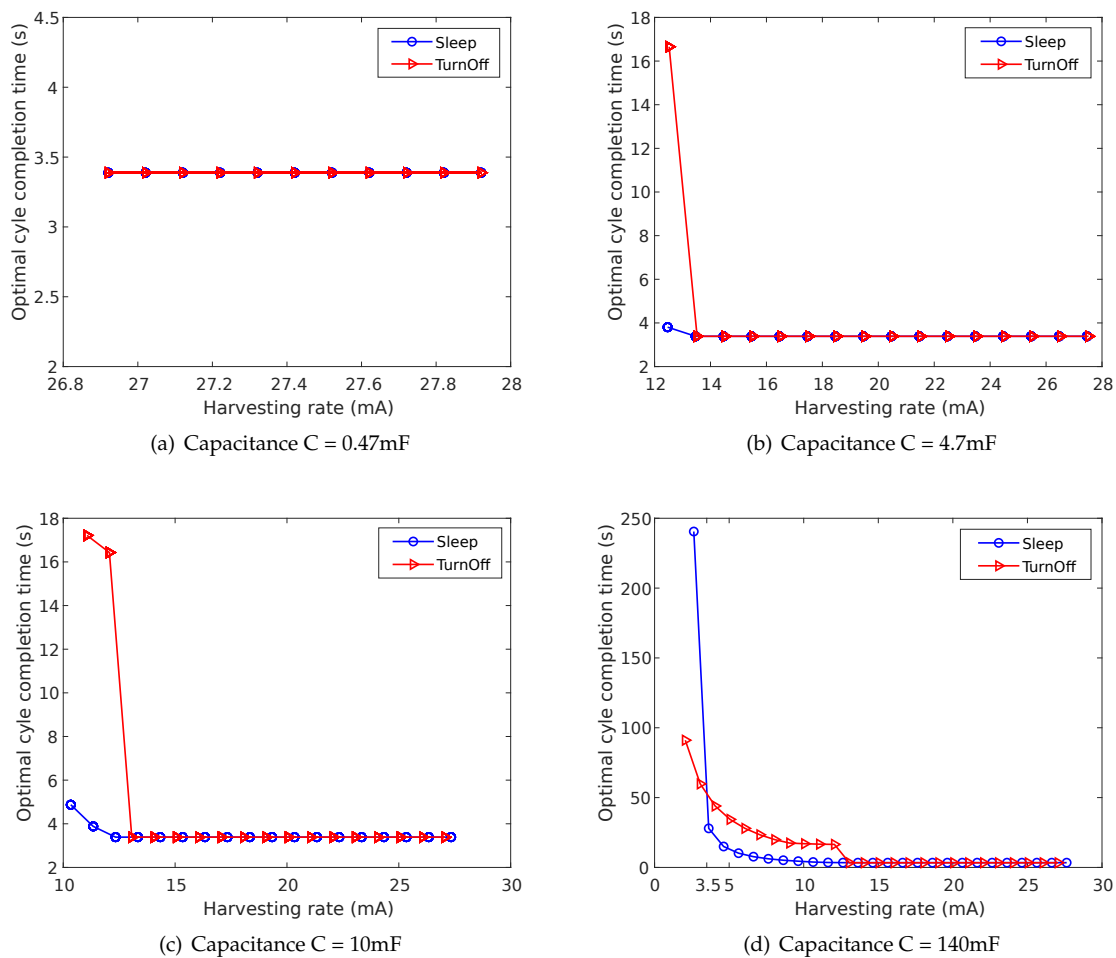 4.5
4
3.5
3
2.5
2
26.8 27 27.2 27.4 27.6 27.8 28
Optimal cyle completion time (s)
Harvesting rate (mA)
Sleep
TurnOff
(a) Capacitance C = 0.47mF
18
16
14
12
10
8
6
4
2
12 14 16 18 20 22 24 26 28
Optimal cyle completion time (s)
Harvesting rate (mA)
Sleep
TurnOff
(b) Capacitance C = 4.7mF
18
16
14
12
10
8
6
4
2
10 15 20 25 30
Optimal cyle completion time (s)
Harvesting rate (mA)
Sleep
TurnOff
(c) Capacitance C = 10mF
250
200
150
100
50
0
0 3.5 5 10 15 20 25 30
Optimal cyle completion time (s)
Harvesting rate (mA)
Sleep
TurnOff
(d) Capacitance C = 140mF